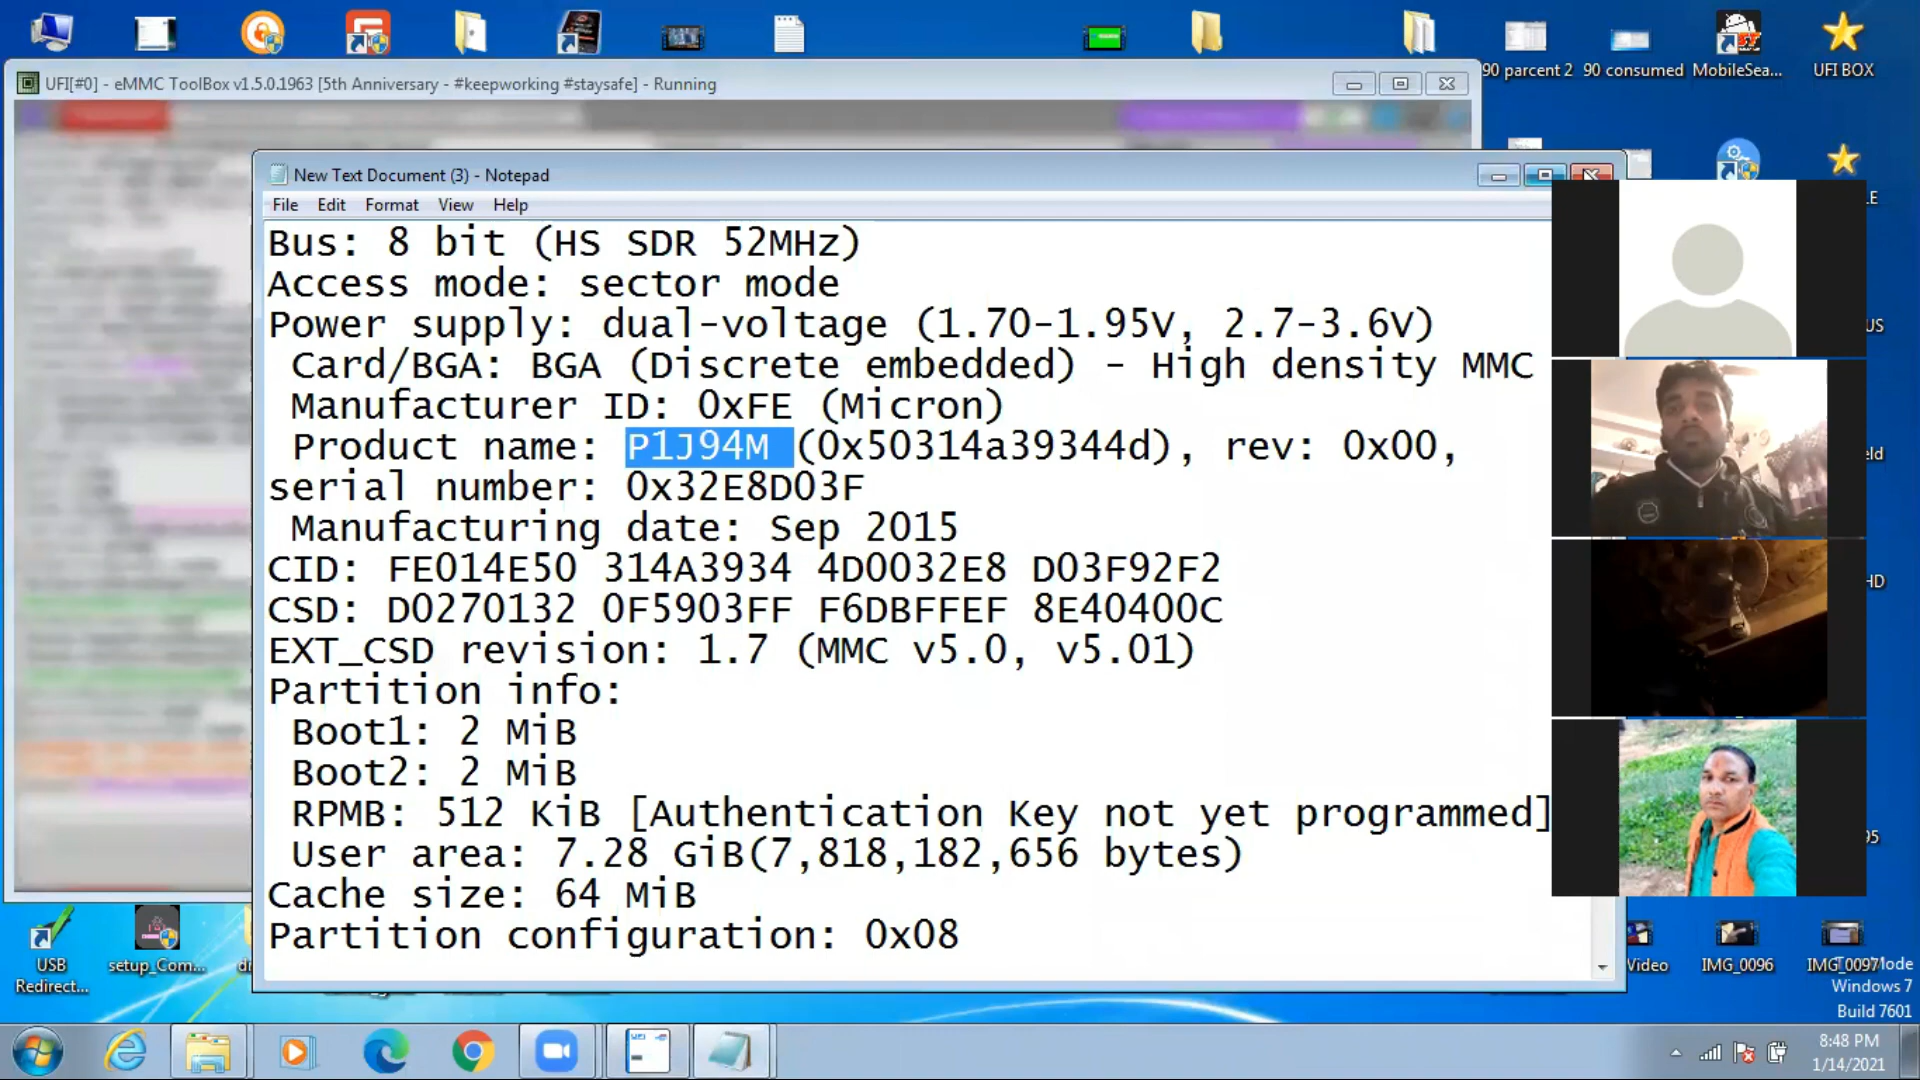 90 parcent 2
90 consumed
MobileSea...
UFI BOX
UFI[#0] - eMMC ToolBox v1.5.0.1963 [5th Anniversary - #keepworking #staysafe] - Running
New Text Document (3) - Notepad
File Edit Format View Help
Bus: 8 bit (HS SDR 52MHz)
Access mode: sector mode
Power supply: dual-voltage (1.70-1.95V, 2.7-3.6V)
Card/BGA: BGA (Discrete embedded) - High density MMC
Manufacturer ID: 0xFE (Micron)
Product name: P1J94M (0x50314a39344d), rev: 0x00,
serial number: 0x32E8D03F
Manufacturing date: Sep 2015
CID: FE014E50 314A3934 4D0032E8 D03F92F2
CSD: D0270132 0F5903FF F6DBFFEF 8E40400C
EXT_CSD revision: 1.7 (MMC v5.0, v5.01)
Partition info:
Boot1: 2 MiB
Boot2: 2 MiB
RPMB: 512 KiB [Authentication Key not yet programmed]
User area: 7.28 GiB(7,818,182,656 bytes)
Cache size: 64 MiB
Partition configuration: 0x08
USB
Redirect...
setup_Com...
Video
IMG_0096
IMG_0097
Windows 7
Build 7601
8:48 PM
1/14/2021